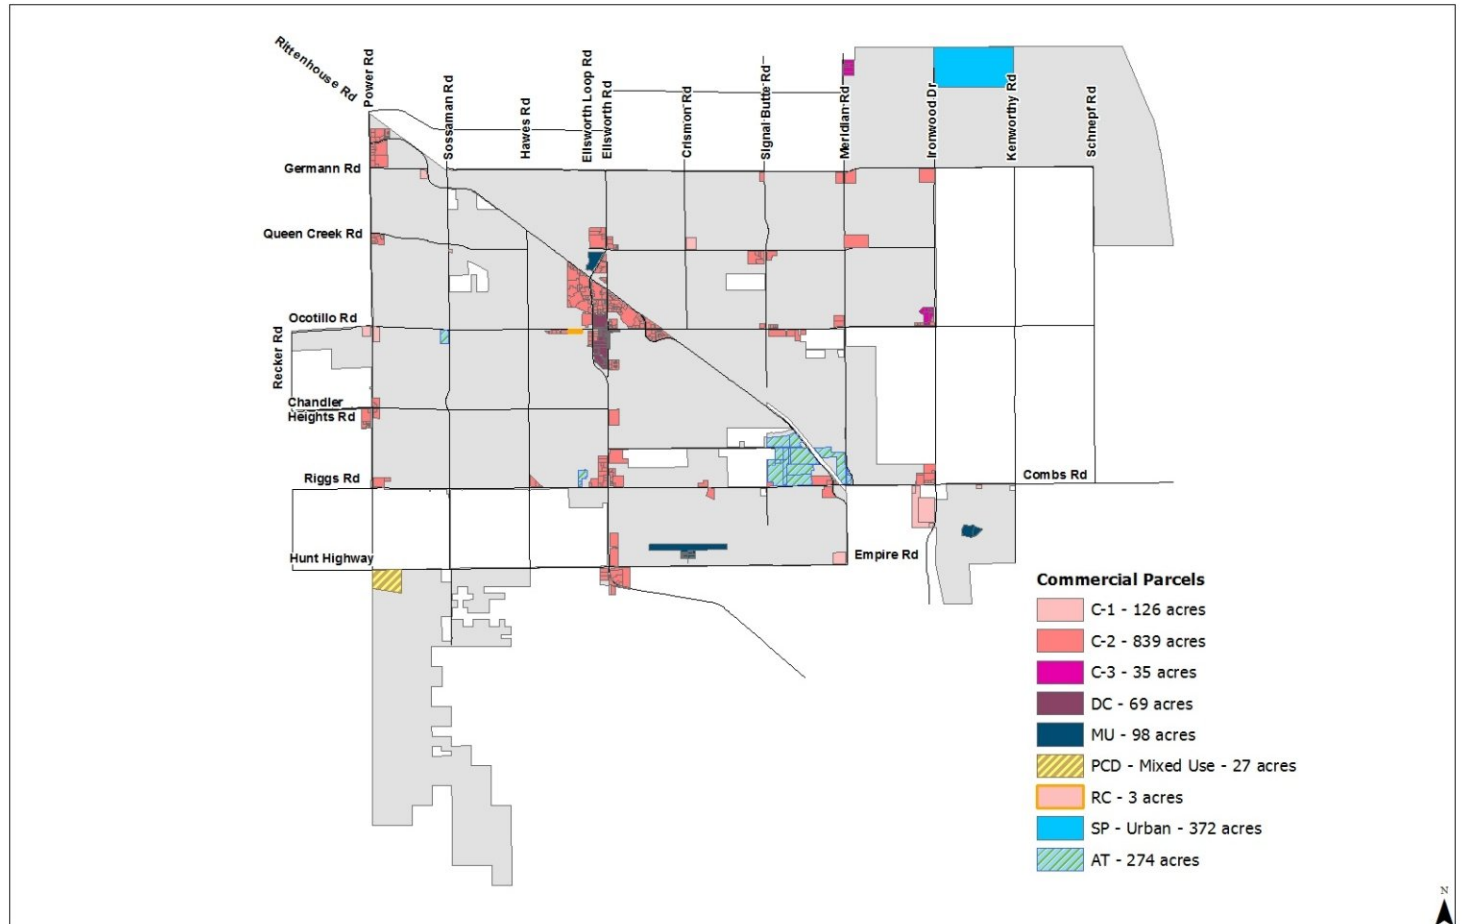 Rittenhouse Rd
Power Rd
Sossaman Rd
Hawes Rd
Ellsworth Loop Rd
Ellsworth Rd
Crismon Rd
Signal Butte Rd
Meridian Rd
Ironwood Dr
Kenworthy Rd
Schnepf Rd
Germann Rd
Queen Creek Rd
Ocotillo Rd
Recker Rd
Chandler
Heights Rd
Riggs Rd
Combs Rd
Hunt Highway
Empire Rd
Commercial Parcels
C-1 - 126 acres
C-2 - 839 acres
C-3 - 35 acres
DC - 69 acres
MU - 98 acres
PCD - Mixed Use - 27 acres
RC - 3 acres
SP - Urban - 372 acres
AT - 274 acres
N